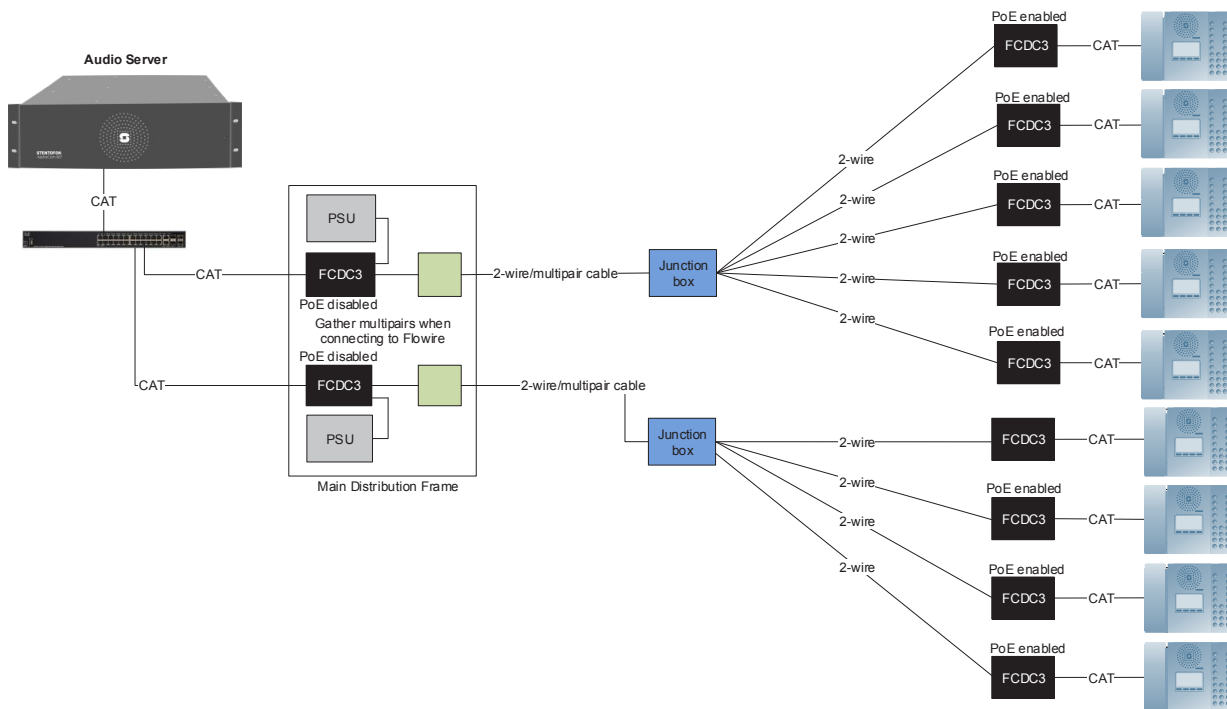 Audio Server
STENTOFON
CAT
CAT
CAT
PSU
FCDC3
PoE disabled
Gather multipairs when
connecting to Flowire
PoE disabled
FCDC3
PSU
Main Distribution Frame
2-wire/multipair cable
2-wire/multipair cable
Junction
box
Junction
box
2-wire
2-wire
2-wire
2-wire
2-wire
2-wire
2-wire
2-wire
2-wire
PoE enabled
FCDC3
CAT
PoE enabled
FCDC3
CAT
PoE enabled
FCDC3
CAT
PoE enabled
FCDC3
CAT
PoE enabled
FCDC3
CAT
FCDC3
CAT
PoE enabled
FCDC3
CAT
PoE enabled
FCDC3
CAT
PoE enabled
FCDC3
CAT